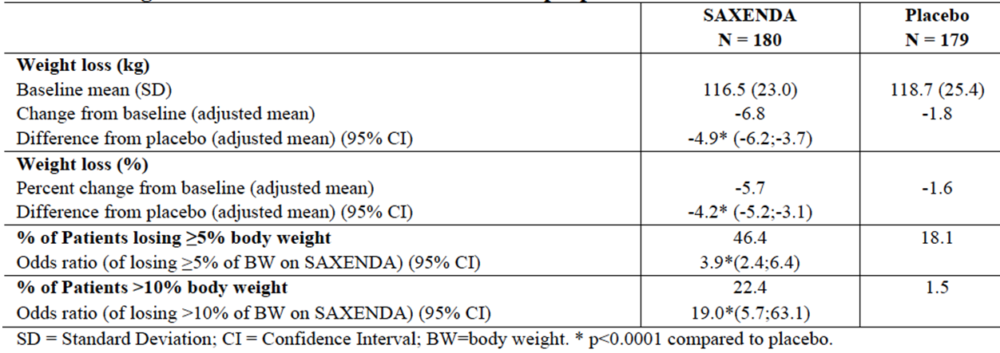 SAXENDA Placebo
N = 180 N = 179
Weight loss (kg)
Baseline mean (SD) 116.5 (23.0) 118.7 (25.4)
Change from baseline (adjusted mean) -6.8 -1.8
Difference from placebo (adjusted mean) (95% CI) -4.9* (-6.2;-3.7)
Weight loss (%)
Percent change from baseline (adjusted mean) -5.7 -1.6
Difference from placebo (adjusted mean) (95% CI) -4.2* (-5.2;-3.1)
% of Patients losing ≥5% body weight 46.4 18.1
Odds ratio (of losing ≥5% of BW on SAXENDA) (95% CI) 3.9*(2.4;6.4)
% of Patients >10% body weight 22.4 1.5
Odds ratio (of losing >10% of BW on SAXENDA) (95% CI) 19.0*(5.7;63.1)
SD = Standard Deviation; CI = Confidence Interval; BW=body weight. * p<0.0001 compared to placebo.